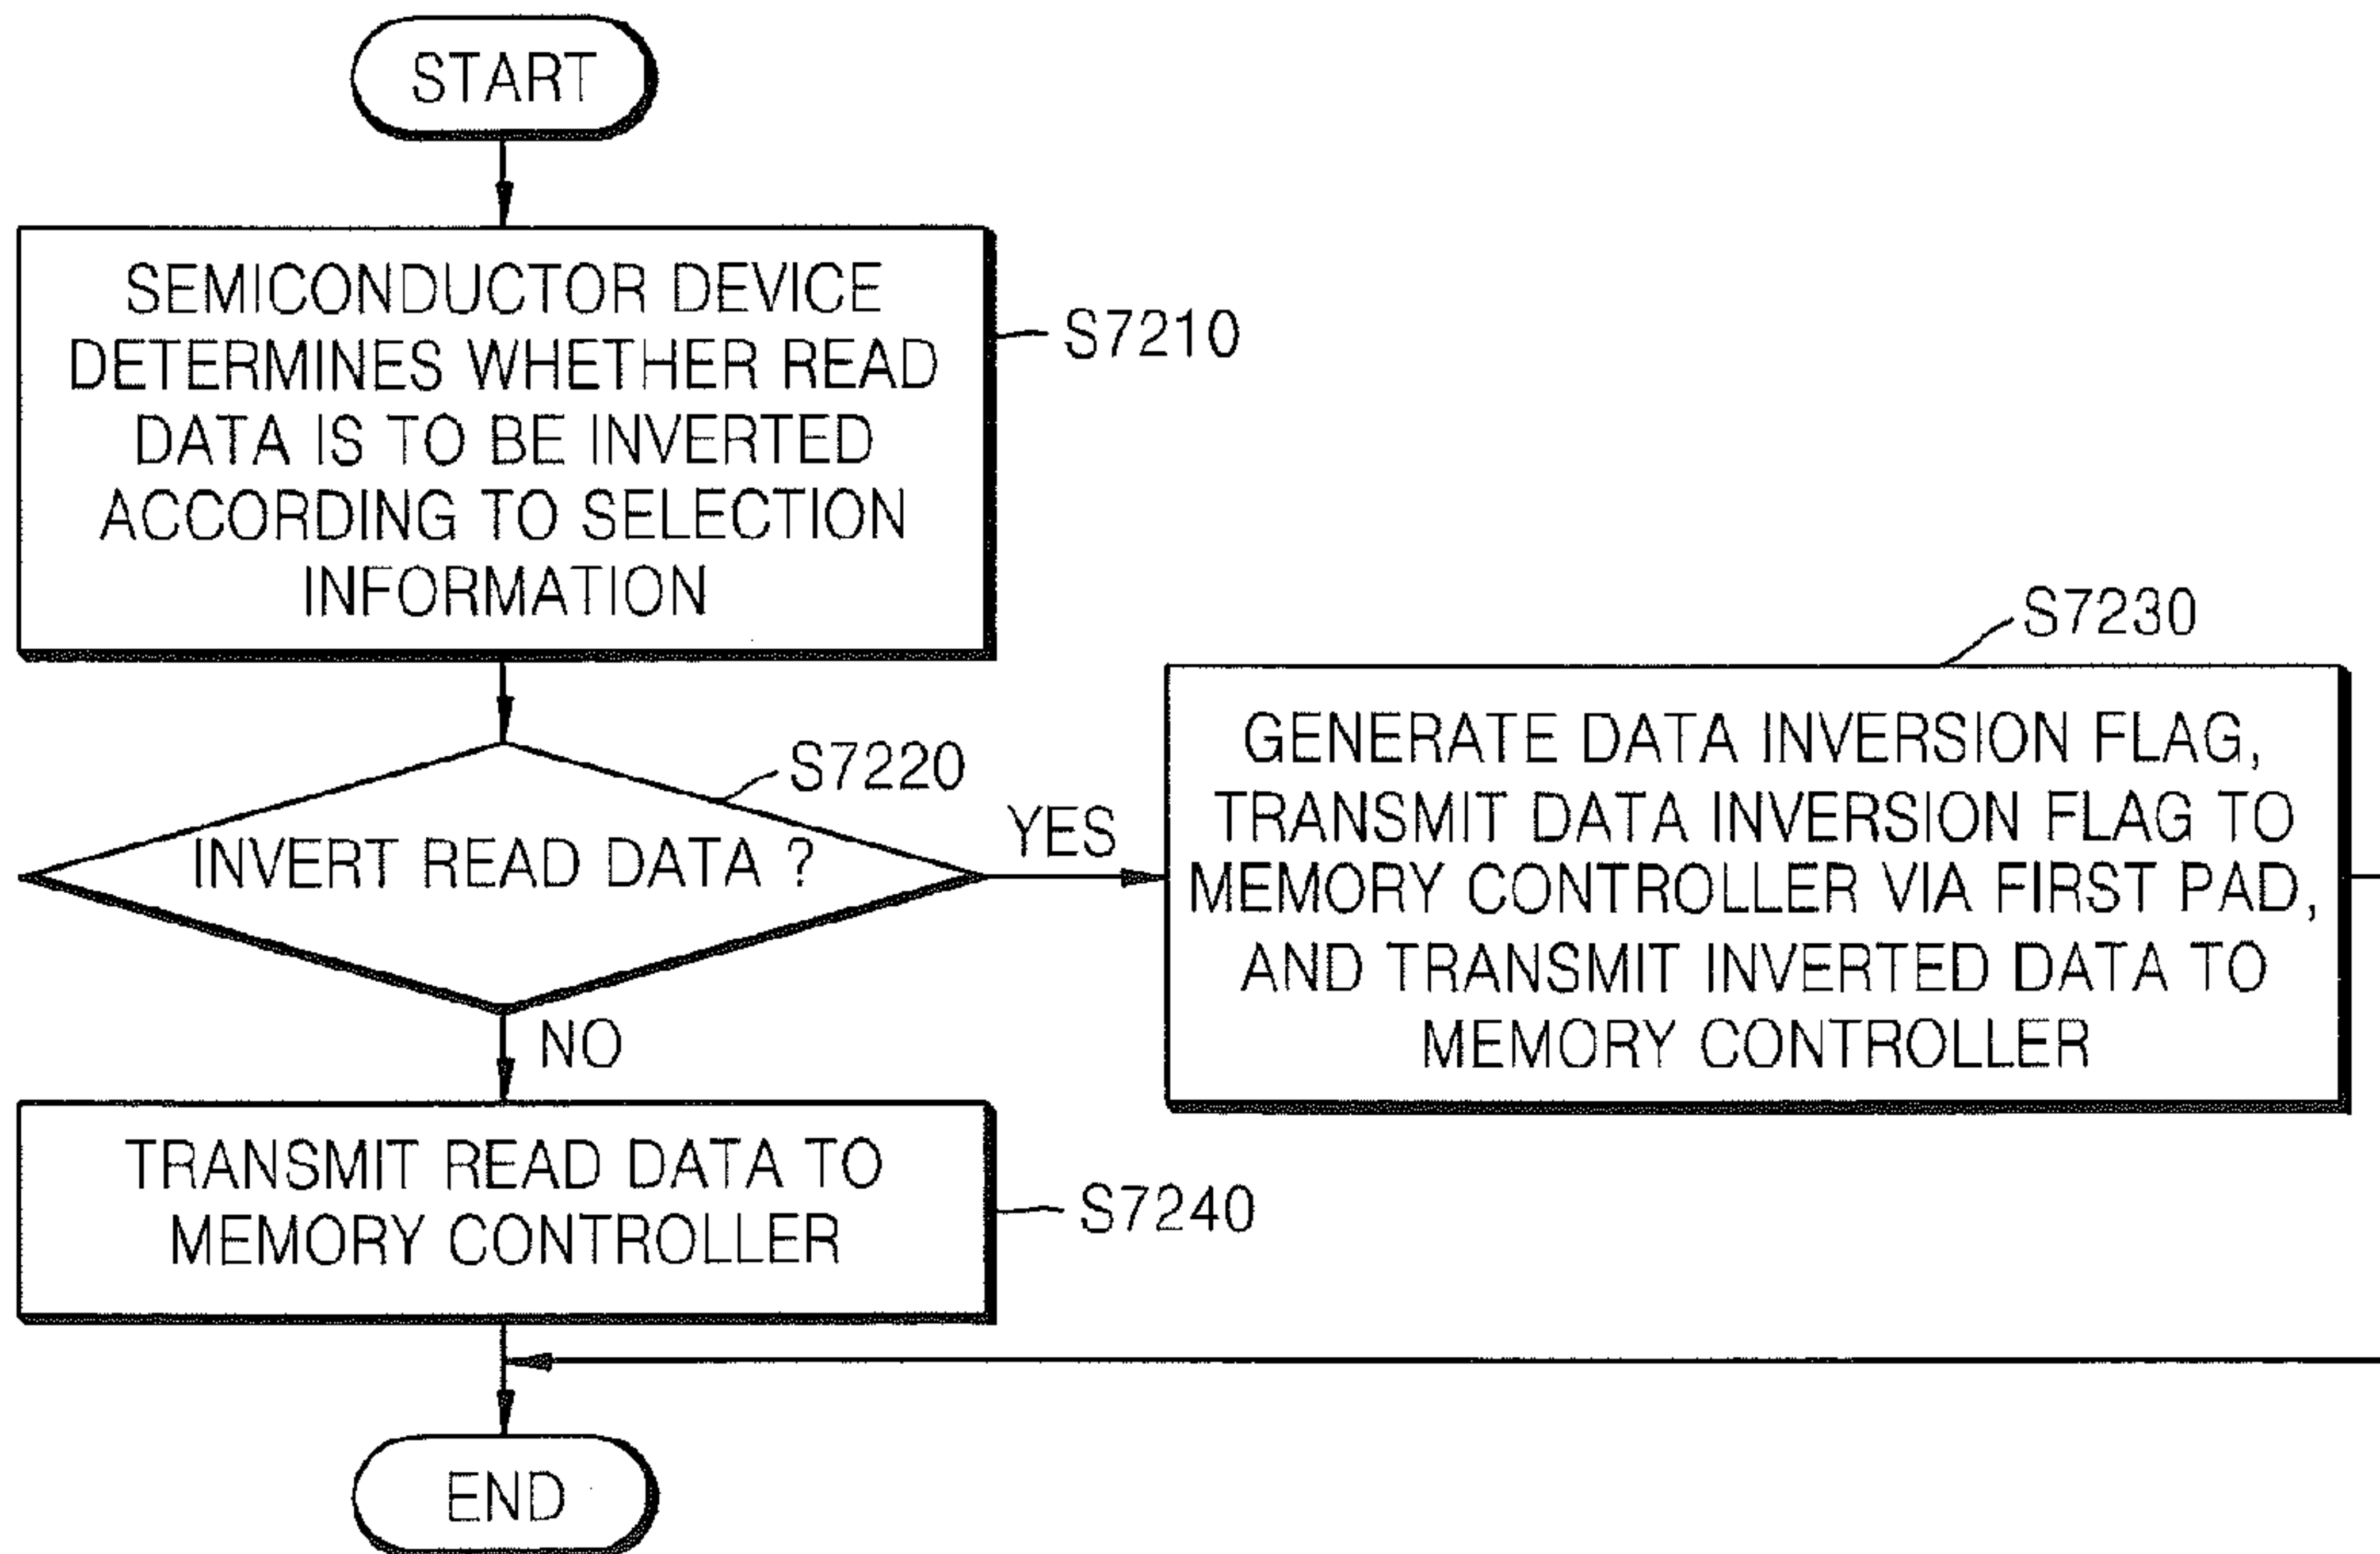 START
SEMICONDUCTOR DEVICE
DETERMINES WHETHER READ
DATA IS TO BE INVERTED
ACCORDING TO SELECTION
INFORMATION
S7210
INVERT READ DATA ?
S7220
YES
S7230
GENERATE DATA INVERSION FLAG,
TRANSMIT DATA INVERSION FLAG TO
MEMORY CONTROLLER VIA FIRST PAD,
AND TRANSMIT INVERTED DATA TO
MEMORY CONTROLLER
NO
TRANSMIT READ DATA TO
MEMORY CONTROLLER
S7240
END